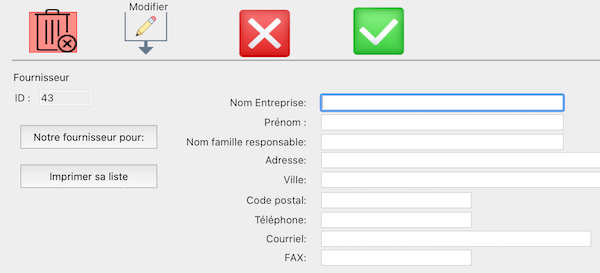 Modifier
Fournisseur
ID : 43
Notre fournisseur pour:
Imprimer sa liste
Nom Entreprise:
Prénom :
Nom famille responsable:
Adresse:
Ville:
Code postal:
Téléphone:
Courriel:
FAX: